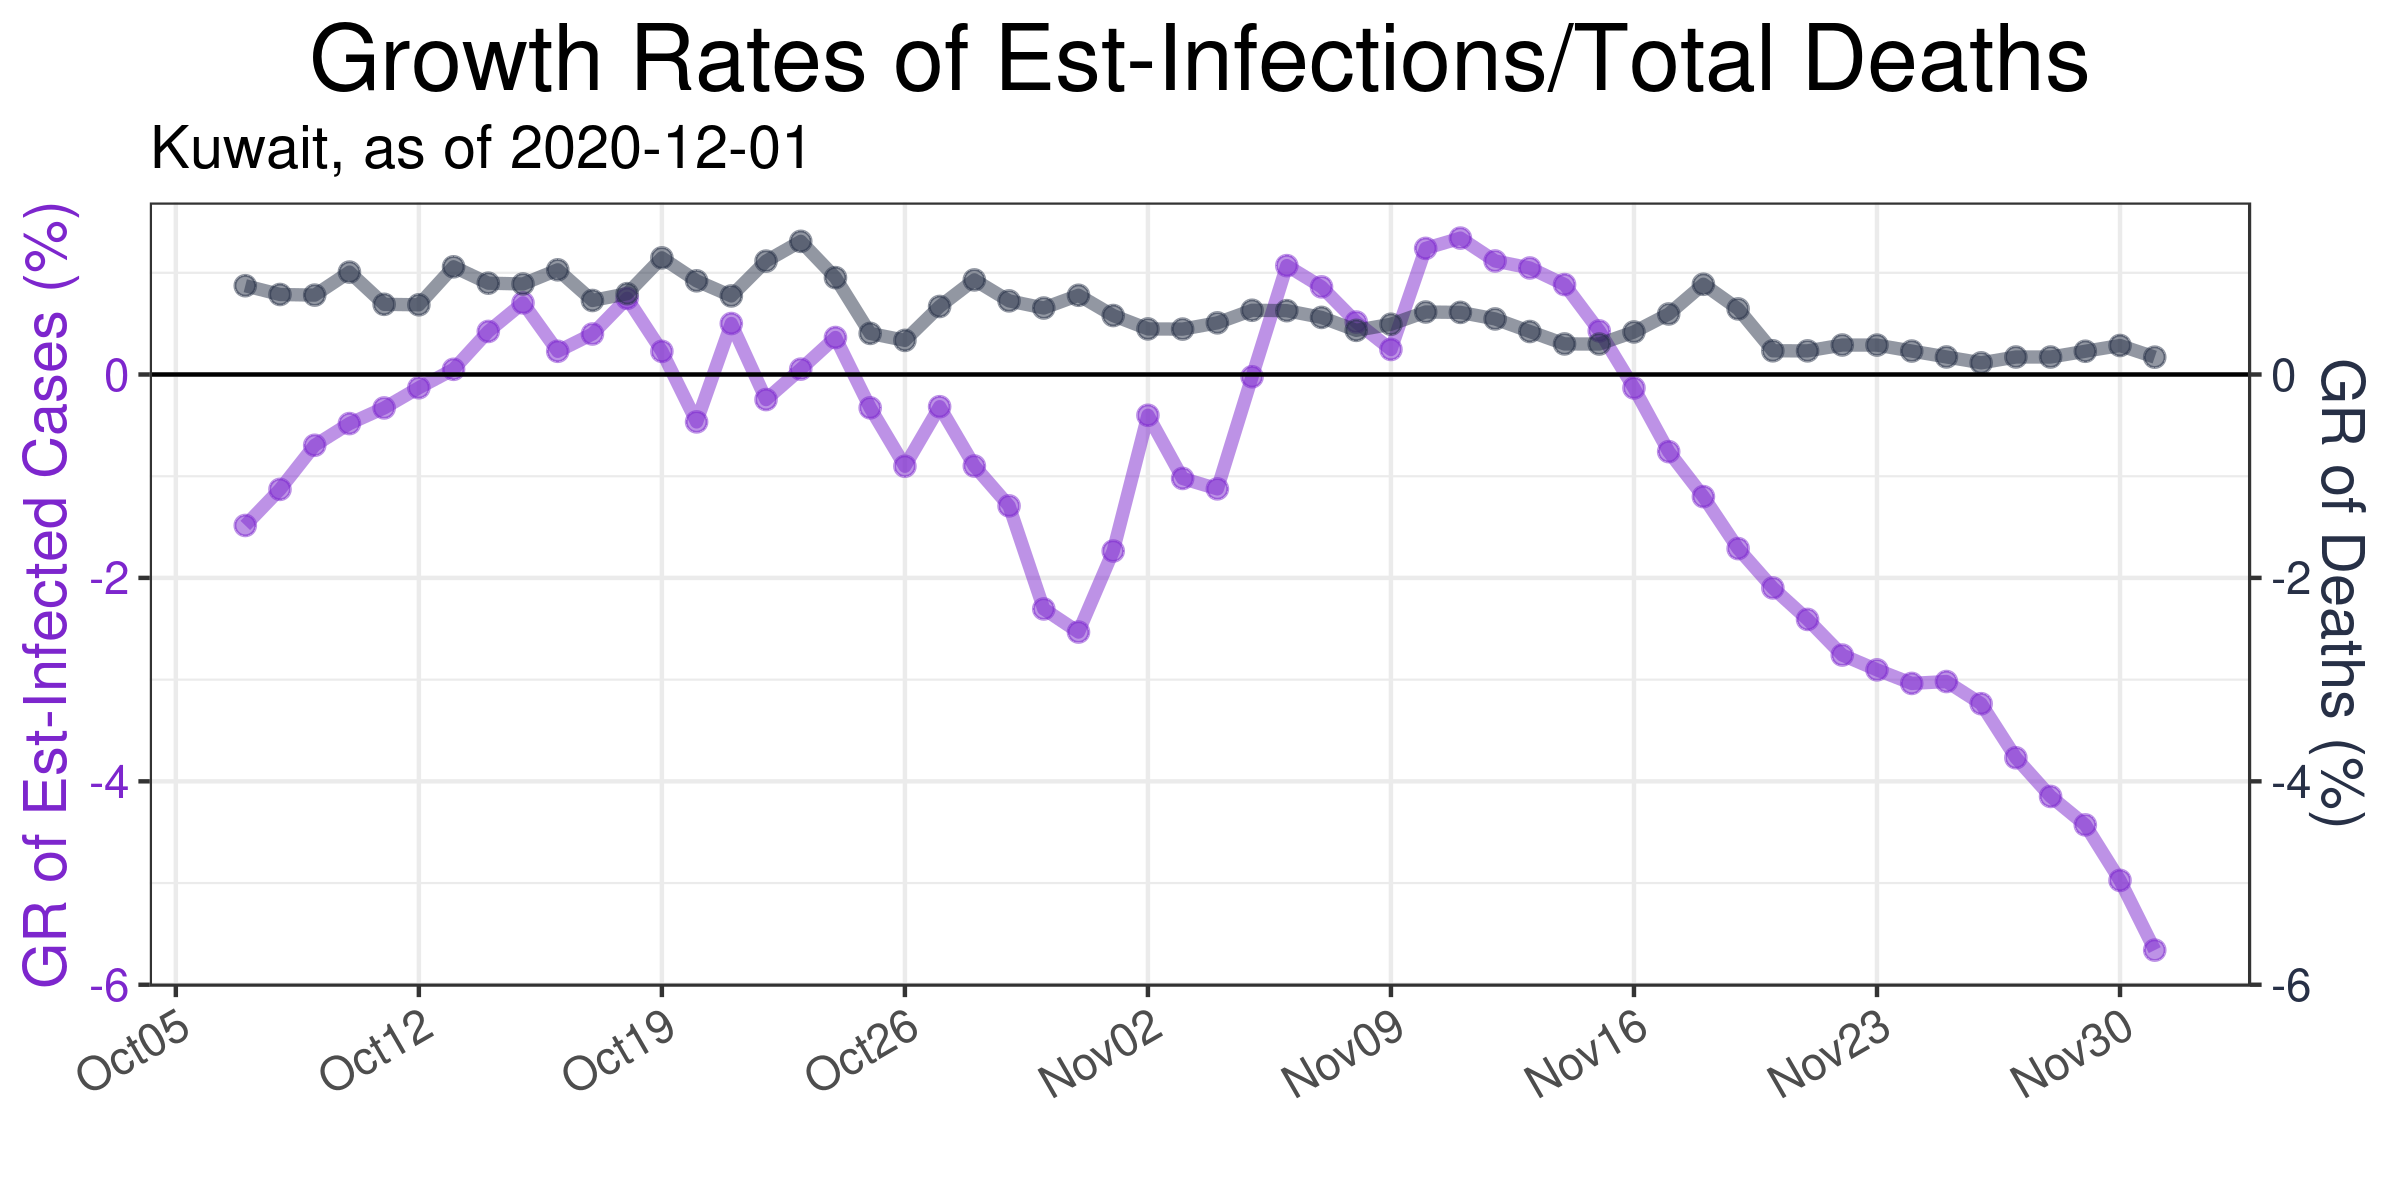 Growth Rates of Est-Infections/Total Deaths
Kuwait, as of 2020-12-01
GR of Est-Infected Cases (%)
0
-2
-4
-6
0
-2
-4
-6
GR of Deaths (%)
Oct05
Oct12
Oct19
Oct26
Nov02
Nov09
Nov16
Nov23
Nov30